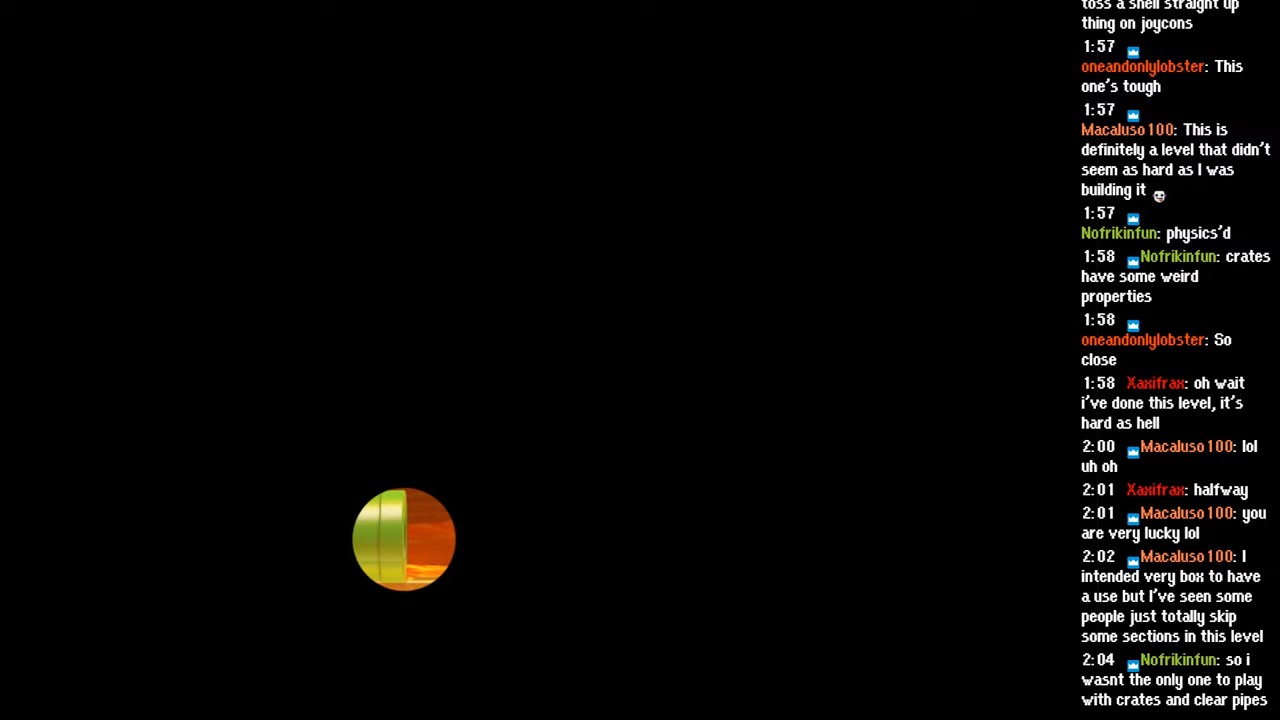 toss a shell straight up
thing on joycons
1:57
oneandonlylobster: This
one's tough
1:57
Macaluso100: This is
definitely a level that didn't
seem as hard as I was
building it
1:57
Nofrikinfun: physics'd
1:58 Nofrikinfun: crates
have some weird
properties
1:58
oneandonlylobster: So
close
1:58 Xaxifrax: oh wait
i've done this level, it's
hard as hell
2:00 Macaluso100: lol
uh oh
2:01 Xaxifrax: halfway
2:01 Macaluso100: you
are very lucky lol
2:02 Macaluso100: I
intended very box to have
a use but I've seen some
people just totally skip
some sections in this level
2:04 Nofrikinfun: so i
wasnt the only one to play
with crates and clear pipes